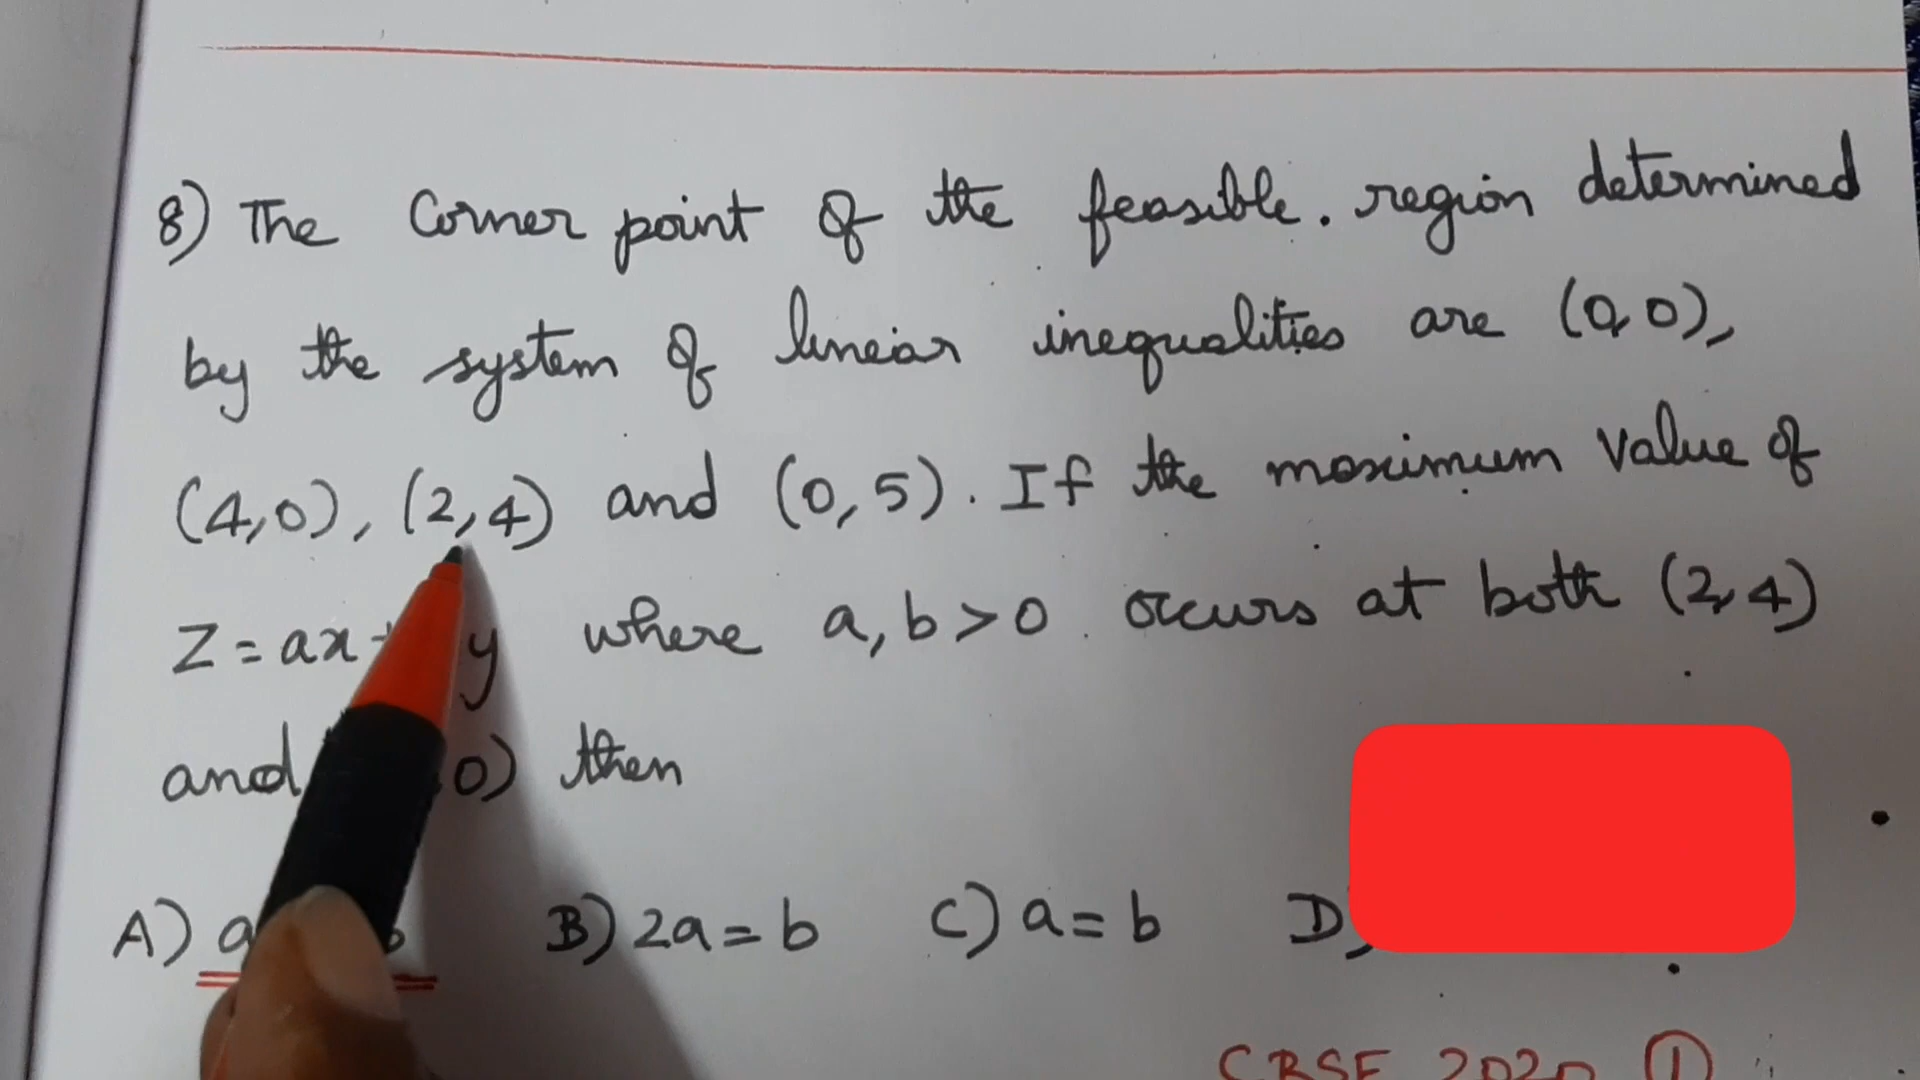 8) The Corner point of the feasible. region determined
by the system of linear inequalities are (0,0),
(4,0), (2,4) and (0,5). If the maximum value of
Z = ax + y where a, b > 0. occurs at both (2,4)
and 0) then
A) a b B) 2a = b C) a = b D)
CBSE 2020 (1)